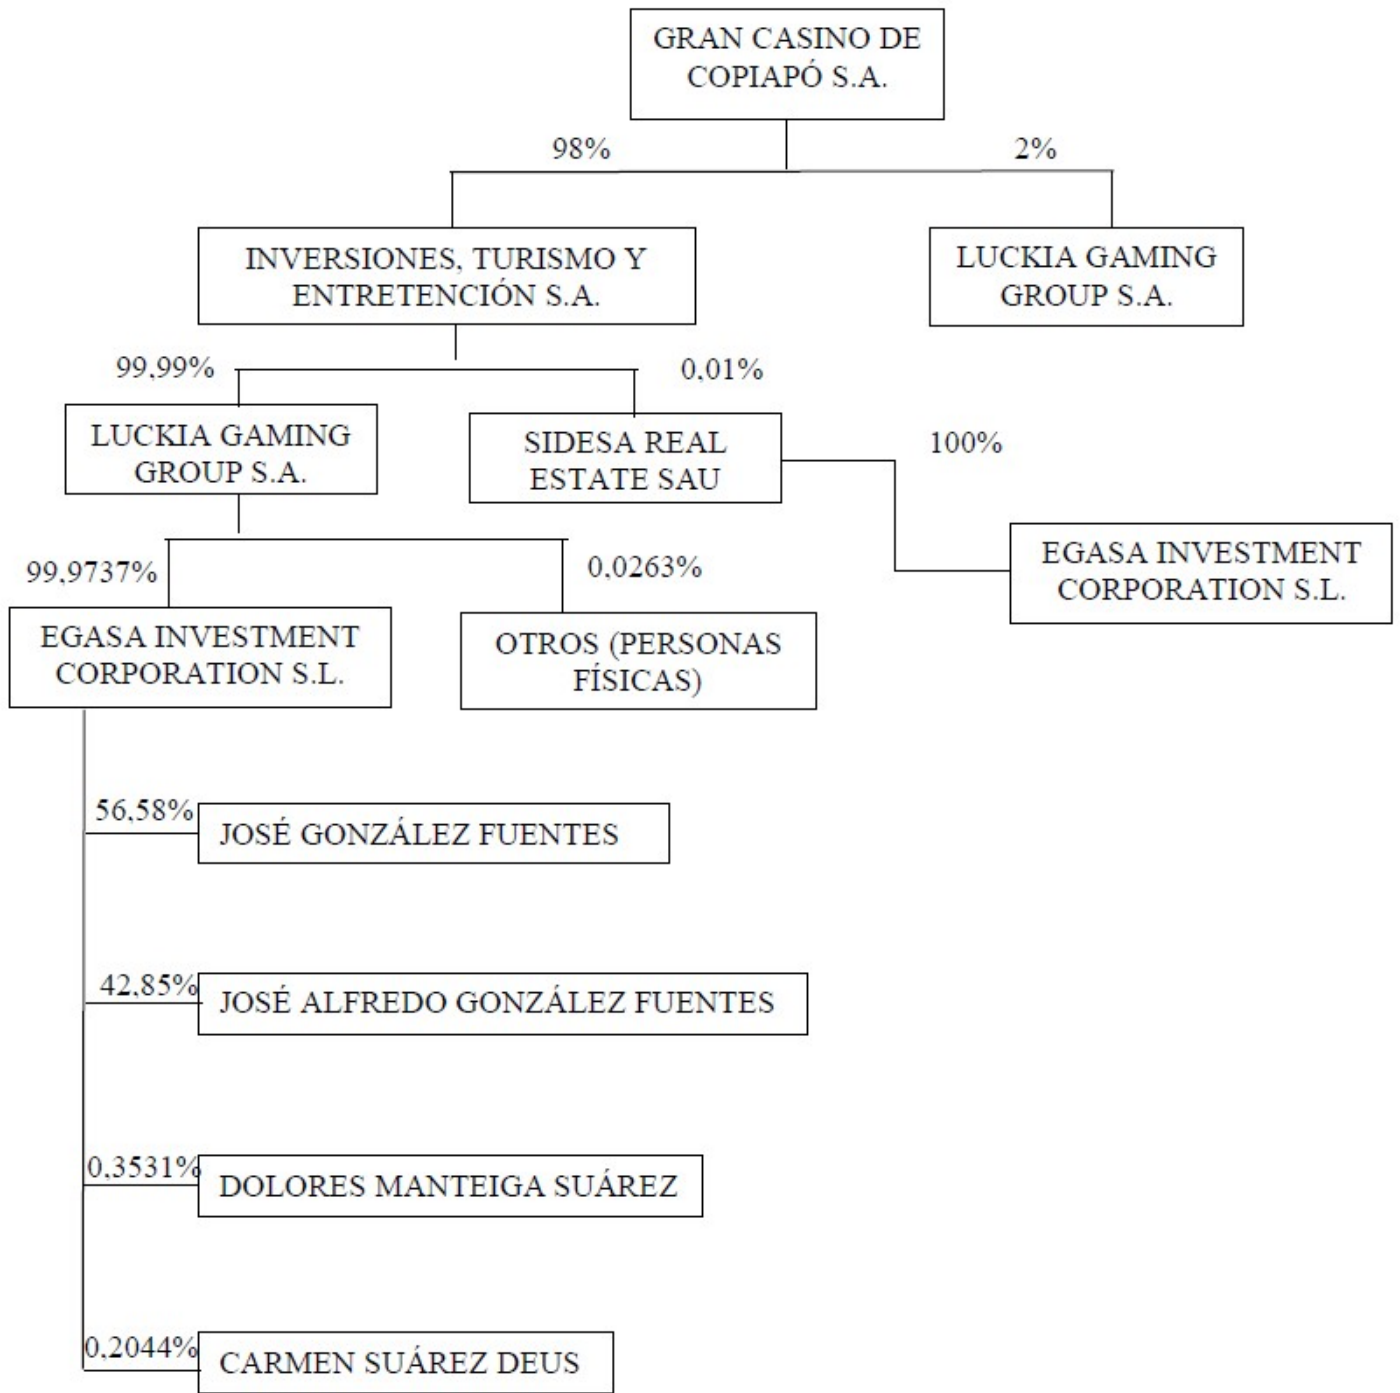 GRAN CASINO DE
COPIAPÓ S.A.
98%
2%
INVERSIONES, TURISMO Y
ENTRETENCIÓN S.A.
LUCKIA GAMING
GROUP S.A.
99,99%
0,01%
LUCKIA GAMING
GROUP S.A.
SIDESA REAL
ESTATE SAU
100%
EGASA INVESTMENT
CORPORATION S.L.
99,9737%
0,0263%
EGASA INVESTMENT
CORPORATION S.L.
OTROS (PERSONAS
FÍSICAS)
56,58%
JOSÉ GONZÁLEZ FUENTES
42,85%
JOSÉ ALFREDO GONZÁLEZ FUENTES
0,3531%
DOLORES MANTEIGA SUÁREZ
0,2044%
CARMEN SUÁREZ DEUS